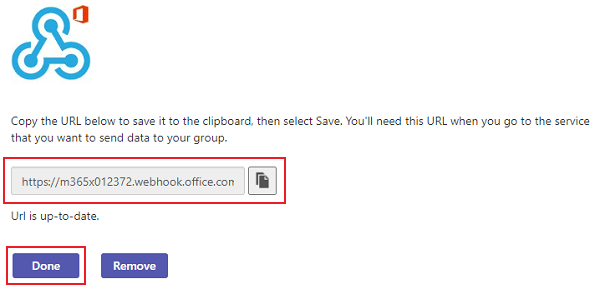 Copy the URL below to save it to the clipboard, then select Save. You'll need this URL when you go to the service
that you want to send data to your group.
https://m365x012372.webhook.office.com
Url is up-to-date.
Done Remove